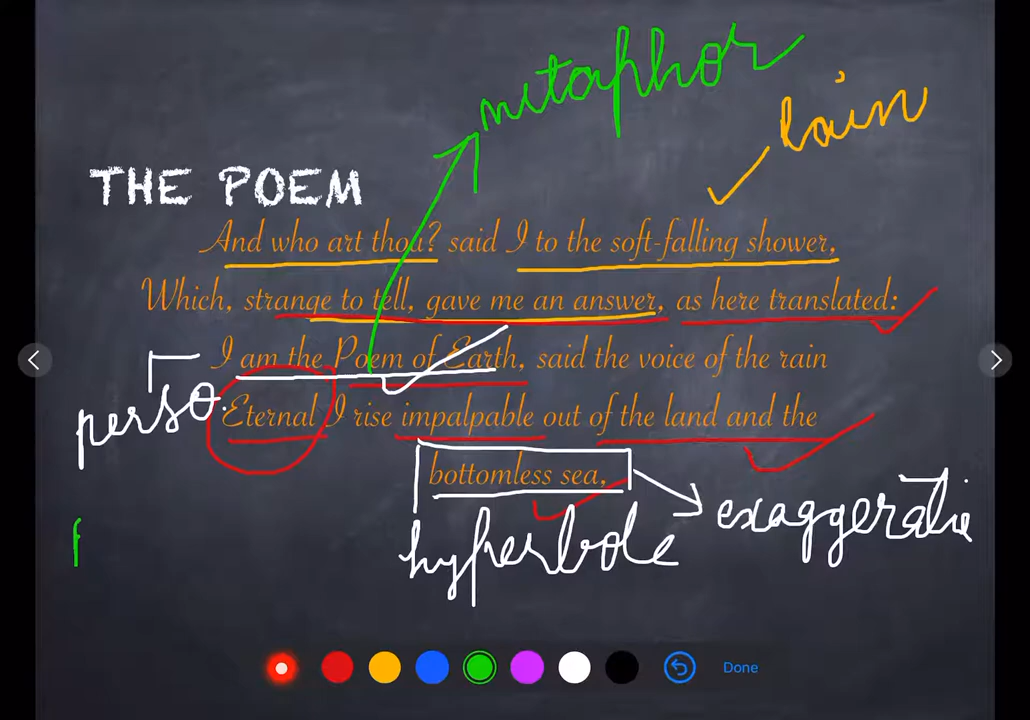 metaphor
rain
THE POEM
And who art thou? said I to the soft-falling shower,
Which, strange to tell, gave me an answer, as here translated:
I am the Poem of Earth, said the voice of the rain
perso.
Eternal I rise impalpable out of the land and the
bottomless sea,
exaggeratio
hyperbole
Done